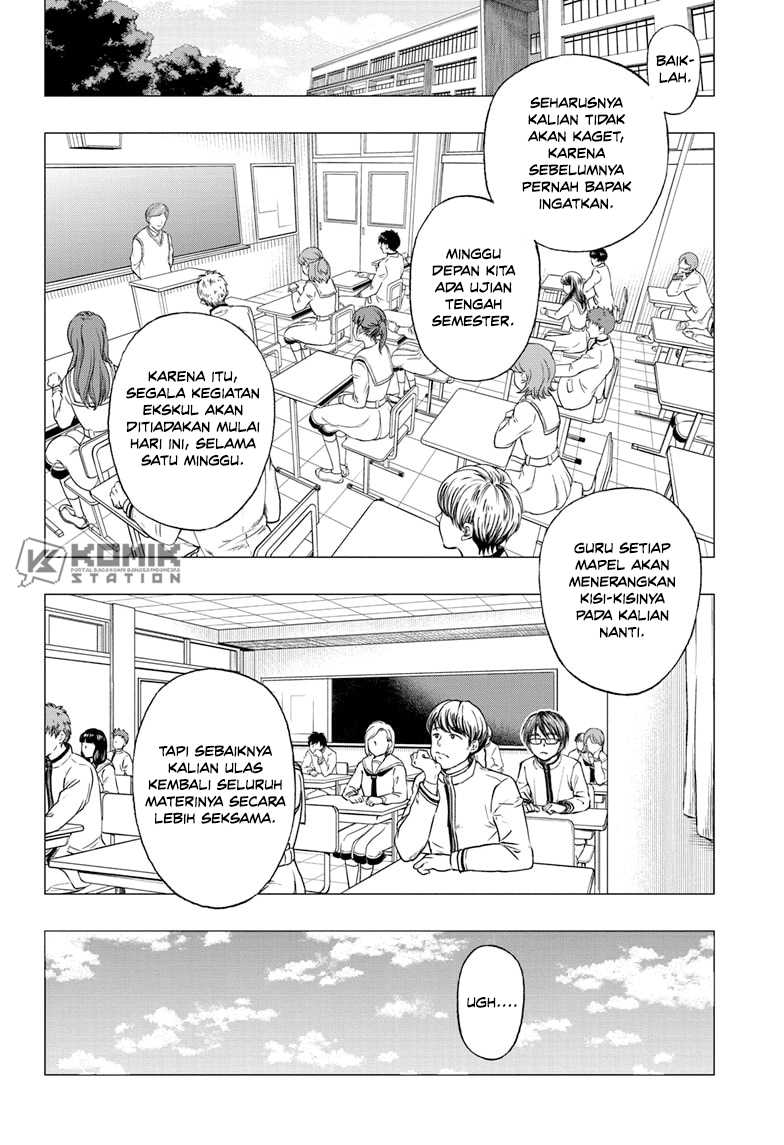 BAIK-
LAH.
SEHARUSNYA
KALIAN TIDAK
AKAN KAGET,
KARENA
SEBELUMNYA
PERNAH BAPAK
INGATKAN.
MINGGU
DEPAN KITA
ADA UJIAN
TENGAH
SEMESTER.
KARENA ITU,
SEGALA KEGIATAN
EKSKUL AKAN
DITIADAKAN MULAI
HARI INI, SELAMA
SATU MINGGU.
KOMIK
STATION
GURU SETIAP
MAPEL AKAN
MENERANGKAN
KISI-KISINYA
PADA KALIAN
NANTI.
TAPI SEBAIKNYA
KALIAN ULAS
KEMBALI SELURUH
MATERINYA SECARA
LEBIH SEKSAMA.
UGH....